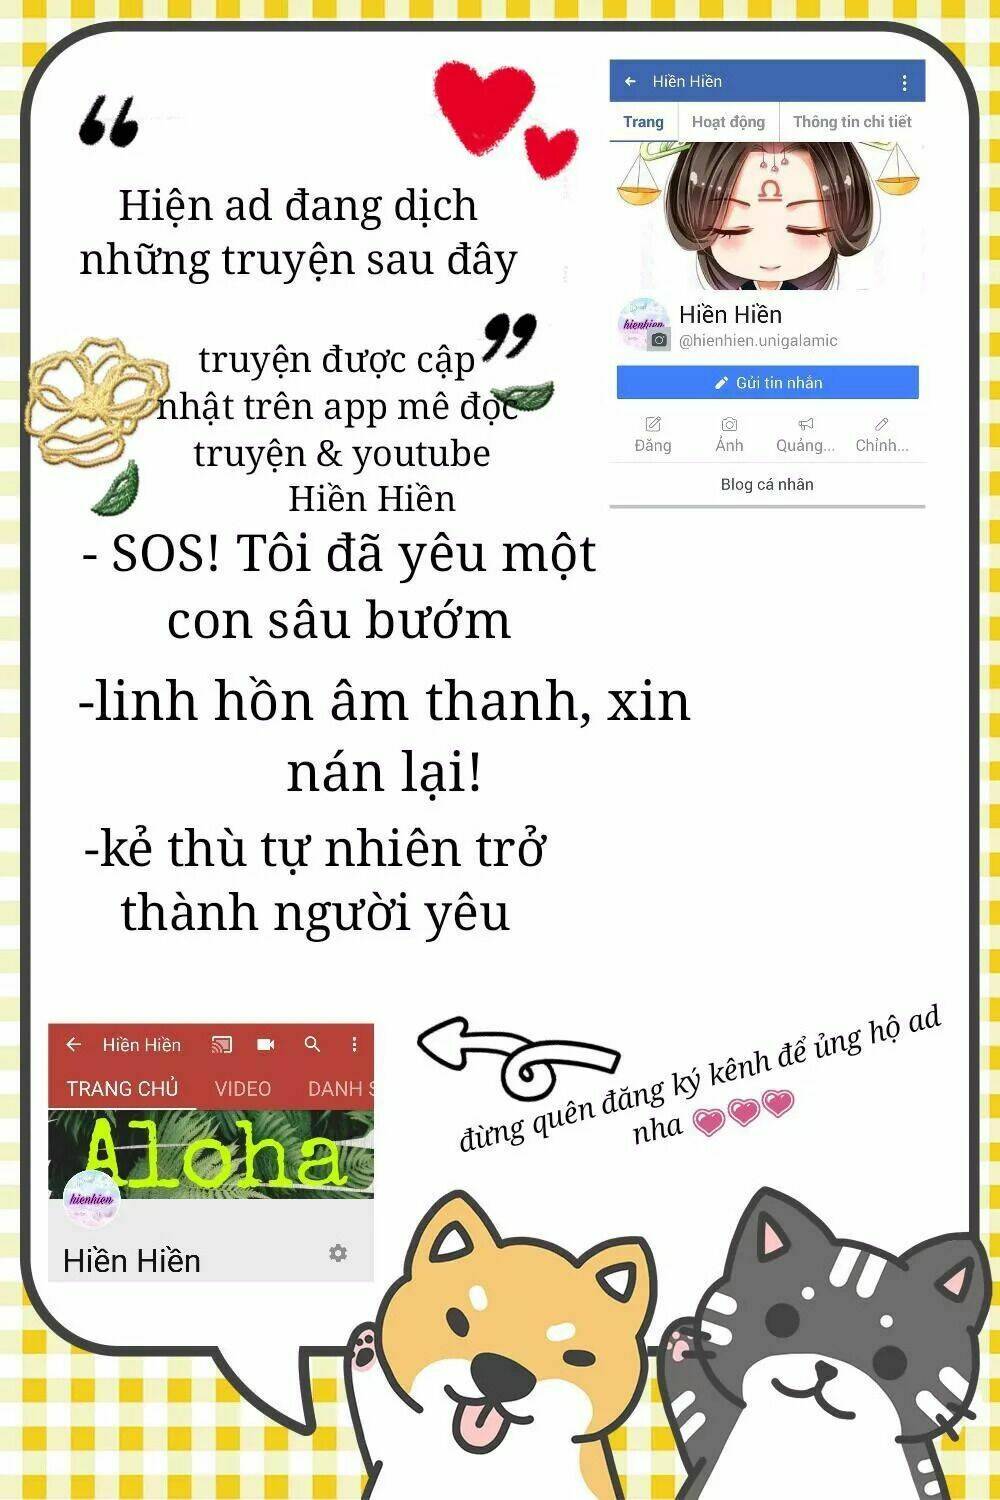 Hiện ad đang dịch
những truyện sau đây
truyện được cập
nhật trên app mê đọc
truyện & youtube
Hiền Hiền
- SOS! Tôi đã yêu một
con sâu bướm
-linh hồn âm thanh, xin
nán lại!
-kẻ thù tự nhiên trở
thành người yêu
Hiền Hiền
Trang Hoạt động Thông tin chi tiết
hienhien
Hiền Hiền
@hienhien.unigalamic
Gửi tin nhắn
Đăng Ảnh Quảng... Chỉnh...
Blog cá nhân
đừng quên đăng ký kênh để ủng hộ ad
nha
Hiền Hiền
TRANG CHỦ VIDEO DANH S
Aloha
hienhien
Hiền Hiền